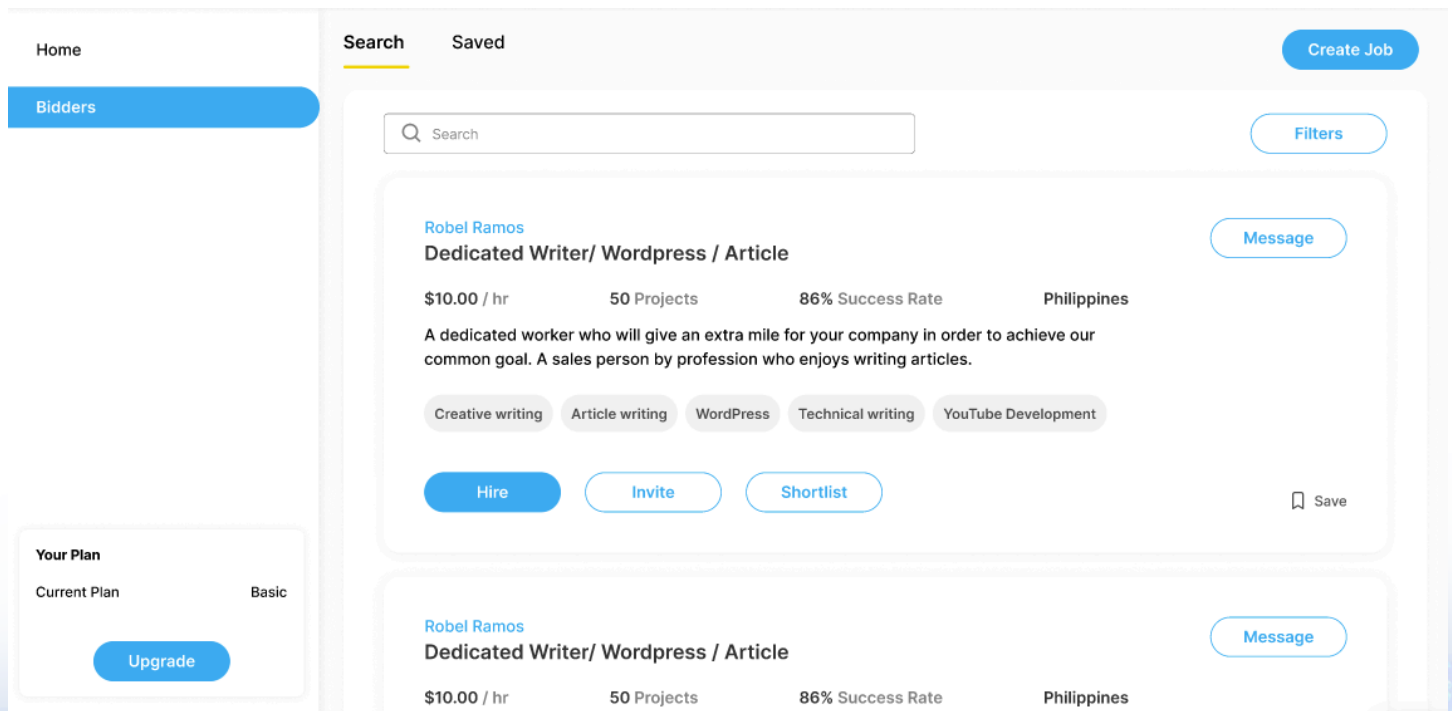 Home
Bidders
Search Saved
Create Job
Search
Filters
Robel Ramos
Dedicated Writer/ Wordpress / Article
Message
$10.00 / hr 50 Projects 86% Success Rate Philippines
A dedicated worker who will give an extra mile for your company in order to achieve our
common goal. A sales person by profession who enjoys writing articles.
Creative writing Article writing WordPress Technical writing YouTube Development
Hire Invite Shortlist
Save
Robel Ramos
Dedicated Writer/ Wordpress / Article
Message
$10.00 / hr 50 Projects 86% Success Rate Philippines
Your Plan
Current Plan Basic
Upgrade